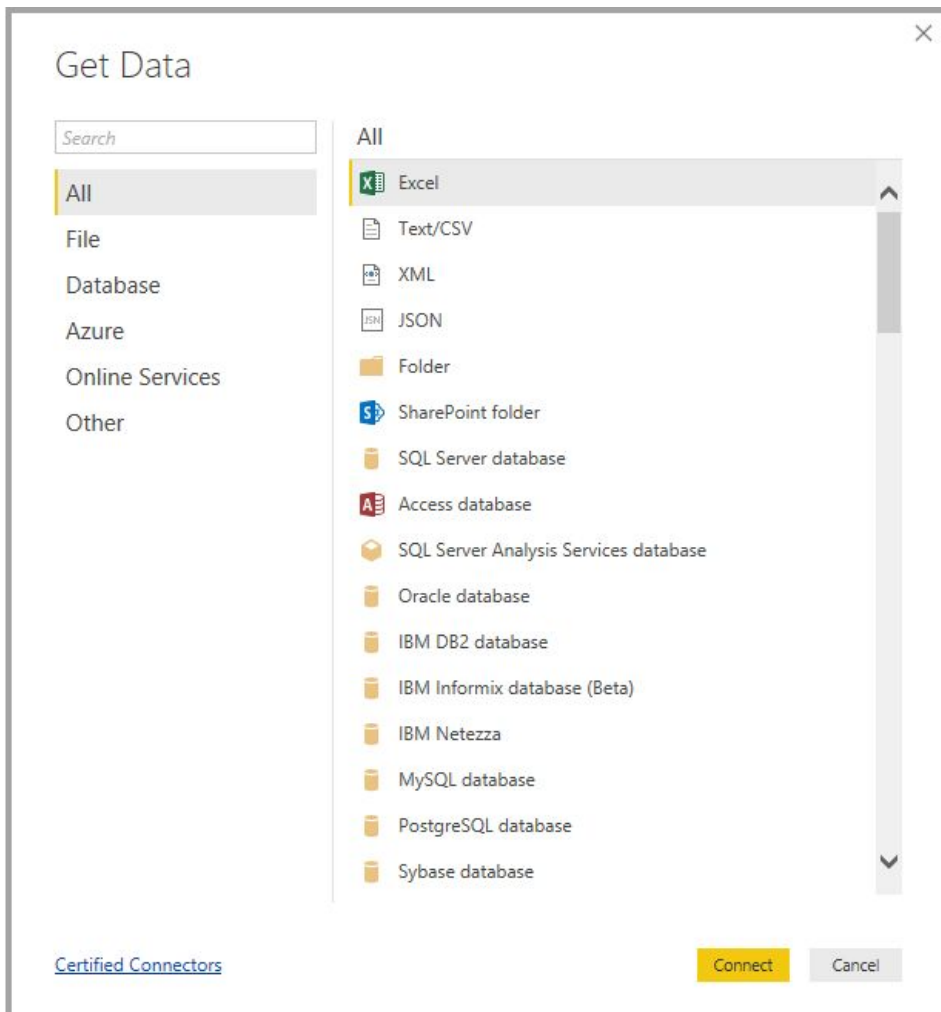 Get Data
Search
All
File
Database
Azure
Online Services
Other
All
Excel
Text/CSV
XML
JSN
JSON
Folder
SharePoint folder
SQL Server database
Access database
SQL Server Analysis Services database
Oracle database
IBM DB2 database
IBM Informix database (Beta)
IBM Netezza
MySQL database
PostgreSQL database
Sybase database
Certified Connectors
Connect
Cancel